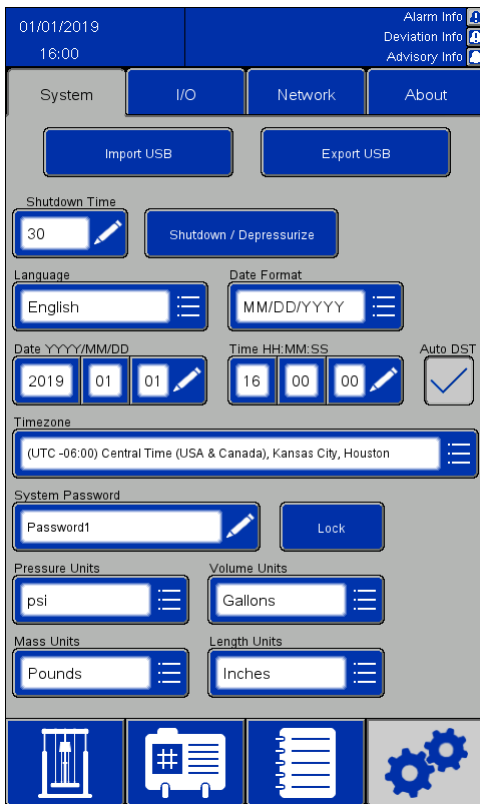 01/01/2019
16:00
Alarm Info
Deviation Info
Advisory Info
System
I/O
Network
About
Import USB
Export USB
Shutdown Time
30
Shutdown / Depressurize
Language
Date Format
English
MM/DD/YYYY
Date YYYY/MM/DD
Time HH:MM:SS
Auto DST
2019 01 01
16 00 00
Timezone
(UTC -06:00) Central Time (USA & Canada), Kansas City, Houston
System Password
Password1
Lock
Pressure Units
Volume Units
psi
Gallons
Mass Units
Length Units
Pounds
Inches
#